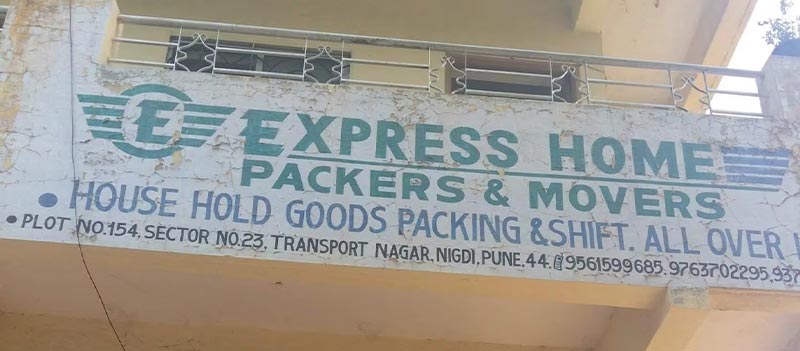 E EXPRESS HOME
PACKERS & MOVERS
• HOUSE HOLD GOODS PACKING & SHIFT. ALL OVER
• PLOT NO.154, SECTOR NO.23, TRANSPORT NAGAR, NIGDI, PUNE. 44. 9561599685. 9763702295, 937